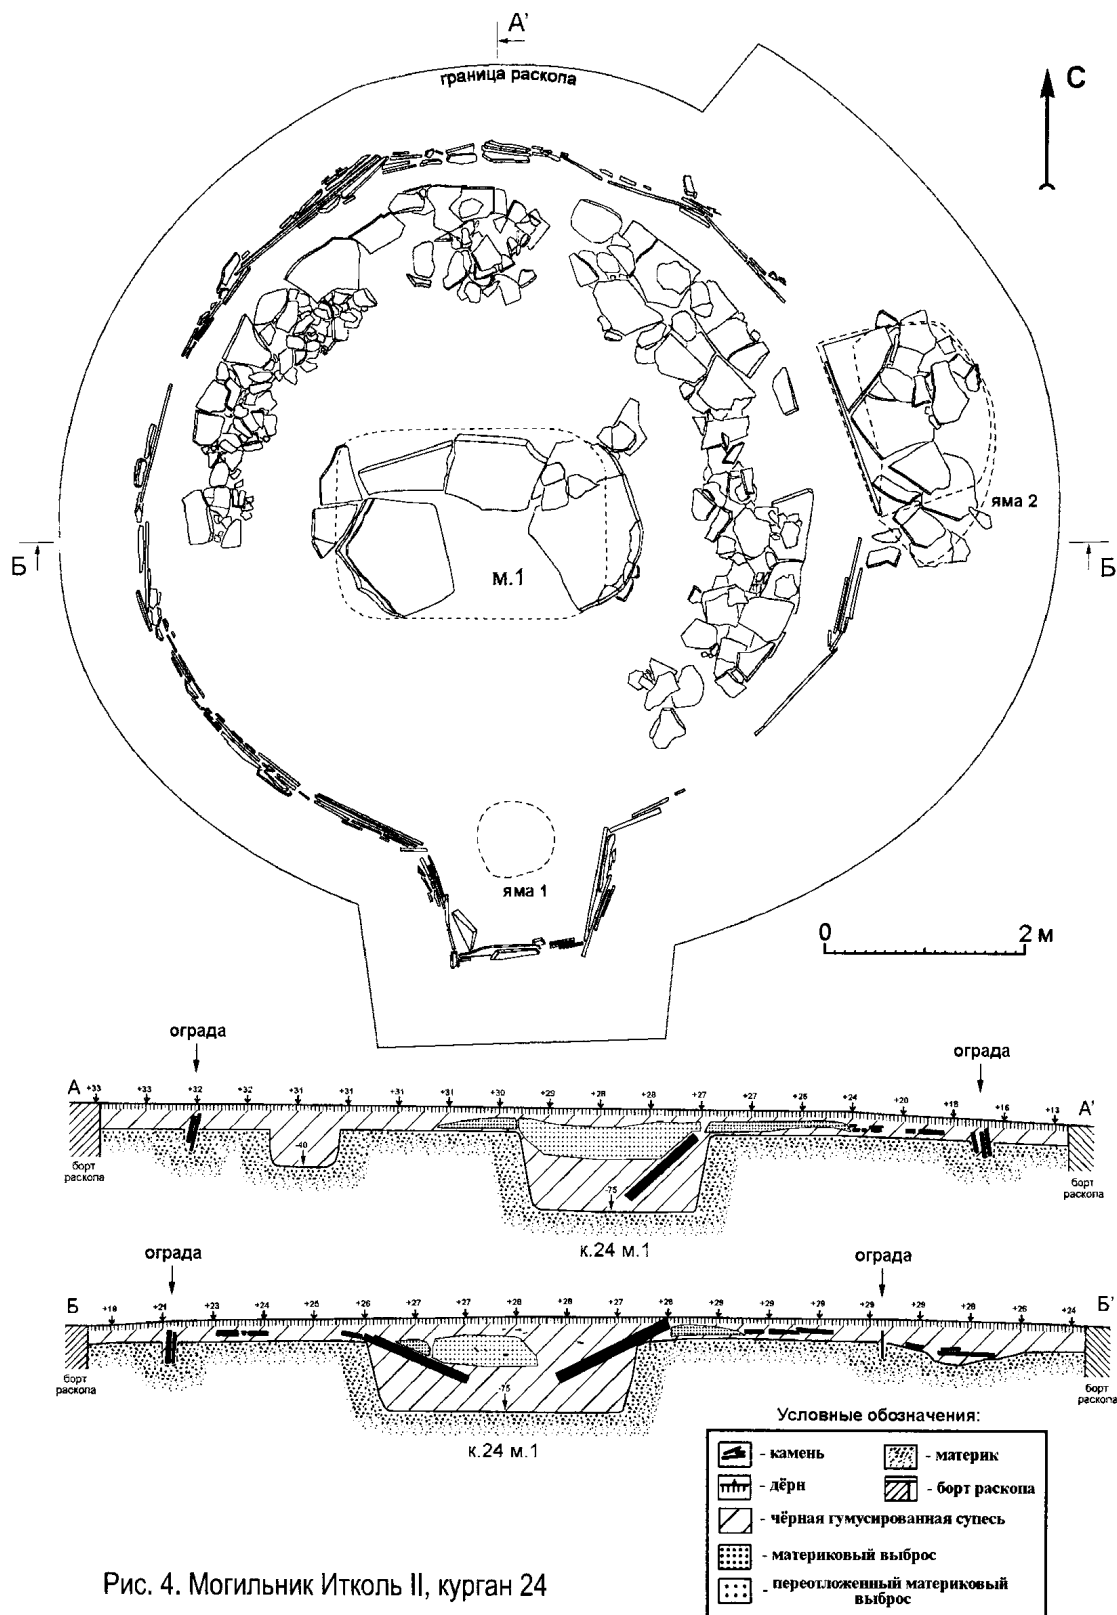 А'
граница раскопа
С
яма 2
Б
Б
м.1
яма 1
0 2 м
ограда
ограда
А
+33 +33 +32 +32 +31 +31 +31 +31 +30 +29 +28 +28 +27 +27 +25 +24 +20 +18 +16 +13
А'
-40
-75
борт
раскопа
борт
раскопа
к.24 м.1
ограда
ограда
Б
+18 +21 +23 +24 +25 +26 +27 +27 +28 +28 +27 +28 +29 +29 +29 +29 +29 +28 +26 +24
Б'
-75
борт
раскопа
борт
раскопа
к.24 м.1
Условные обозначения:
- камень
- материк
- дёрн
- борт раскопа
- чёрная гумусированная супесь
- материковый выброс
- переотложенный материковый
выброс
Рис. 4. Могильник Итколь II, курган 24